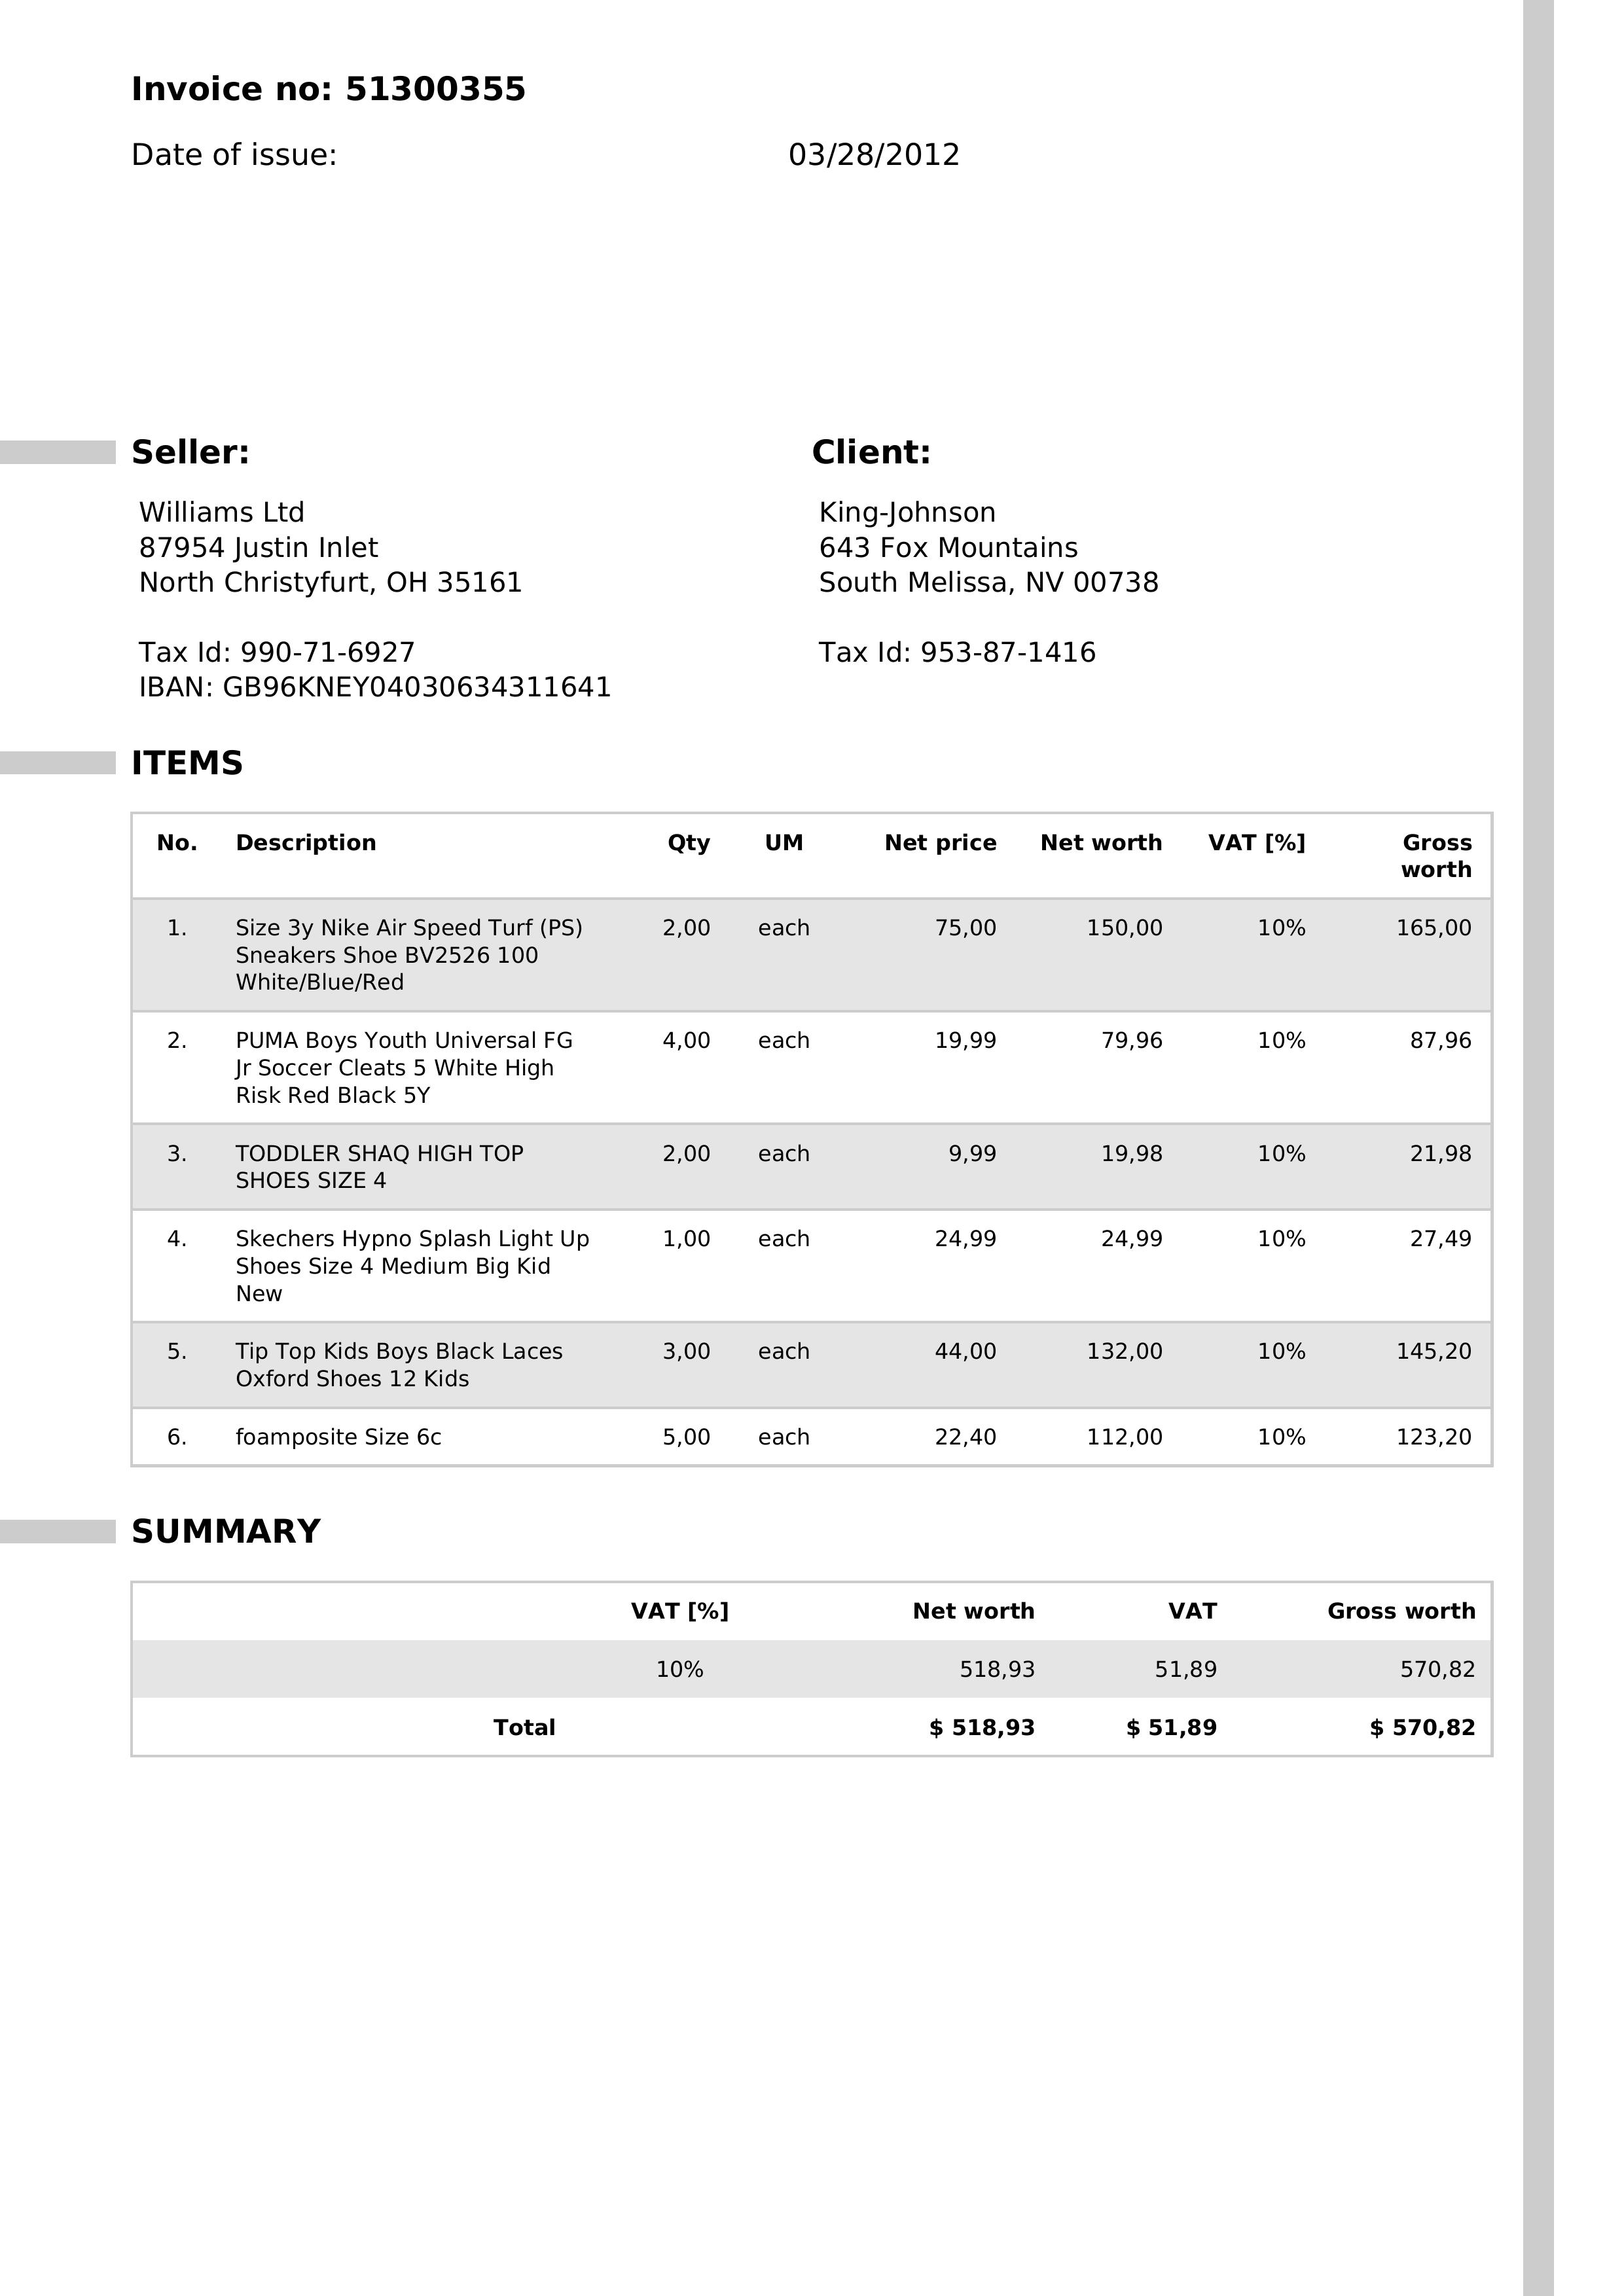 Invoice no: 51300355
Date of issue: 03/28/2012
Seller:
Williams Ltd
87954 Justin Inlet
North Christyfurt, OH 35161
Tax Id: 990-71-6927
IBAN: GB96KNEY04030634311641
Client:
King-Johnson
643 Fox Mountains
South Melissa, NV 00738
Tax Id: 953-87-1416
ITEMS
No. Description Qty UM Net price Net worth VAT [%] Gross
worth
1. Size 3y Nike Air Speed Turf (PS) 2,00 each 75,00 150,00 10% 165,00
Sneakers Shoe BV2526 100
White/Blue/Red
2. PUMA Boys Youth Universal FG 4,00 each 19,99 79,96 10% 87,96
Jr Soccer Cleats 5 White High
Risk Red Black 5Y
3. TODDLER SHAQ HIGH TOP 2,00 each 9,99 19,98 10% 21,98
SHOES SIZE 4
4. Skechers Hypno Splash Light Up 1,00 each 24,99 24,99 10% 27,49
Shoes Size 4 Medium Big Kid
New
5. Tip Top Kids Boys Black Laces 3,00 each 44,00 132,00 10% 145,20
Oxford Shoes 12 Kids
6. foamposite Size 6c 5,00 each 22,40 112,00 10% 123,20
SUMMARY
VAT [%] Net worth VAT Gross worth
10% 518,93 51,89 570,82
Total $ 518,93 $ 51,89 $ 570,82